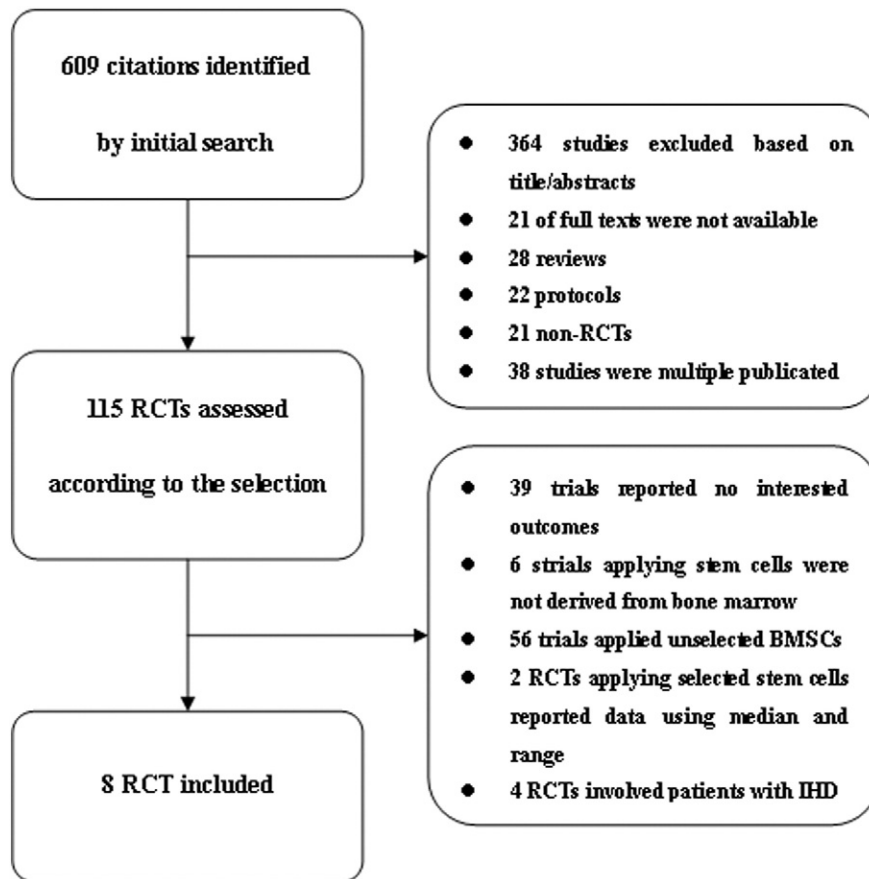 609 citations identified
by initial search
● 364 studies excluded based on
title/abstracts
● 21 of full texts were not available
● 28 reviews
● 22 protocols
● 21 non-RCTs
● 38 studies were multiple publicated
115 RCTs assessed
according to the selection
● 39 trials reported no interested
outcomes
● 6 strials applying stem cells were
not derived from bone marrow
● 56 trials applied unselected BMSCs
● 2 RCTs applying selected stem cells
reported data using median and
range
● 4 RCTs involved patients with IHD
8 RCT included